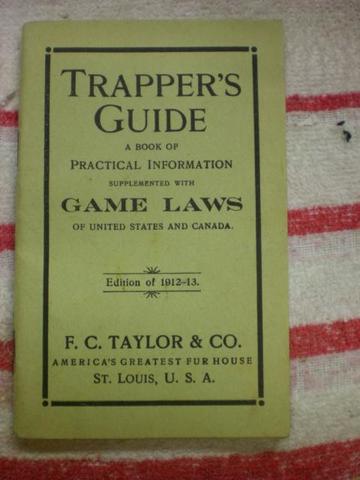 TRAPPER'S
GUIDE
A BOOK OF
PRACTICAL INFORMATION
SUPPLEMENTED WITH
GAME LAWS
OF UNITED STATES AND CANADA.
Edition of 1912-13.
F. C. TAYLOR & CO.
AMERICA'S GREATEST FUR HOUSE
ST. LOUIS, U. S. A.